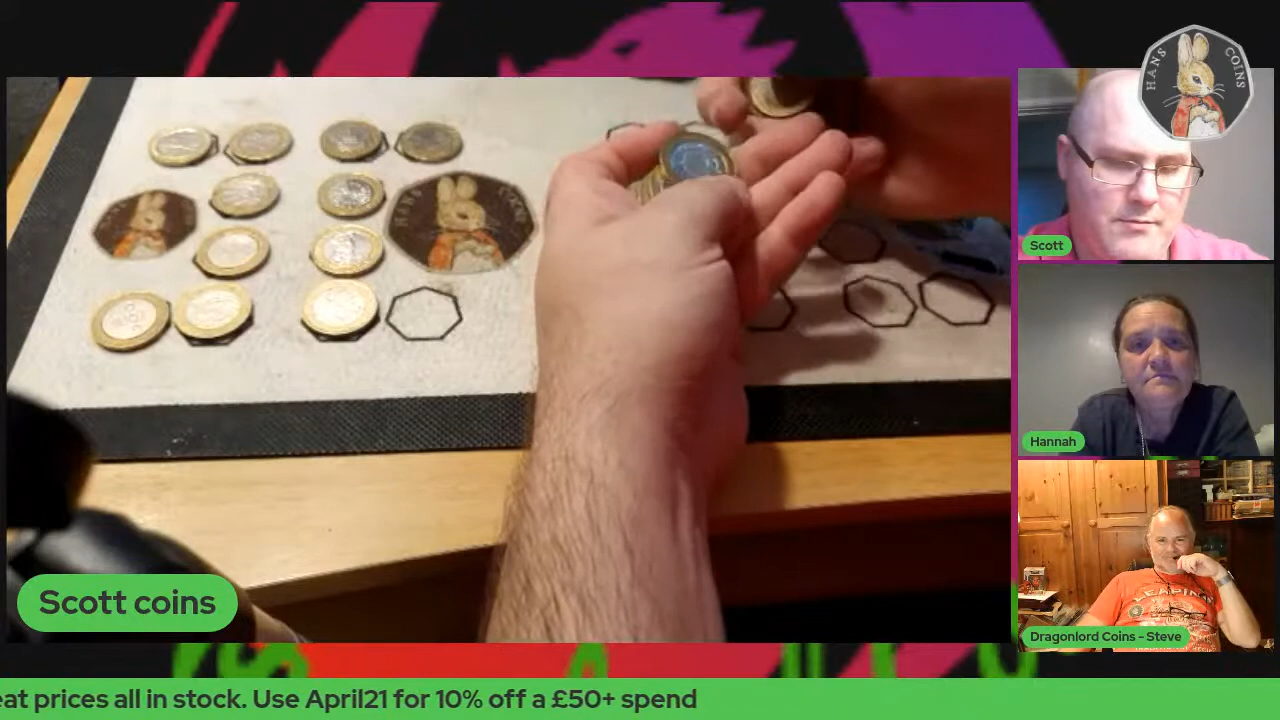 HANS COINS
Scott
Hannah
Scott coins
Dragonlord Coins - Steve
eat prices all in stock. Use April21 for 10% off a £50+ spend